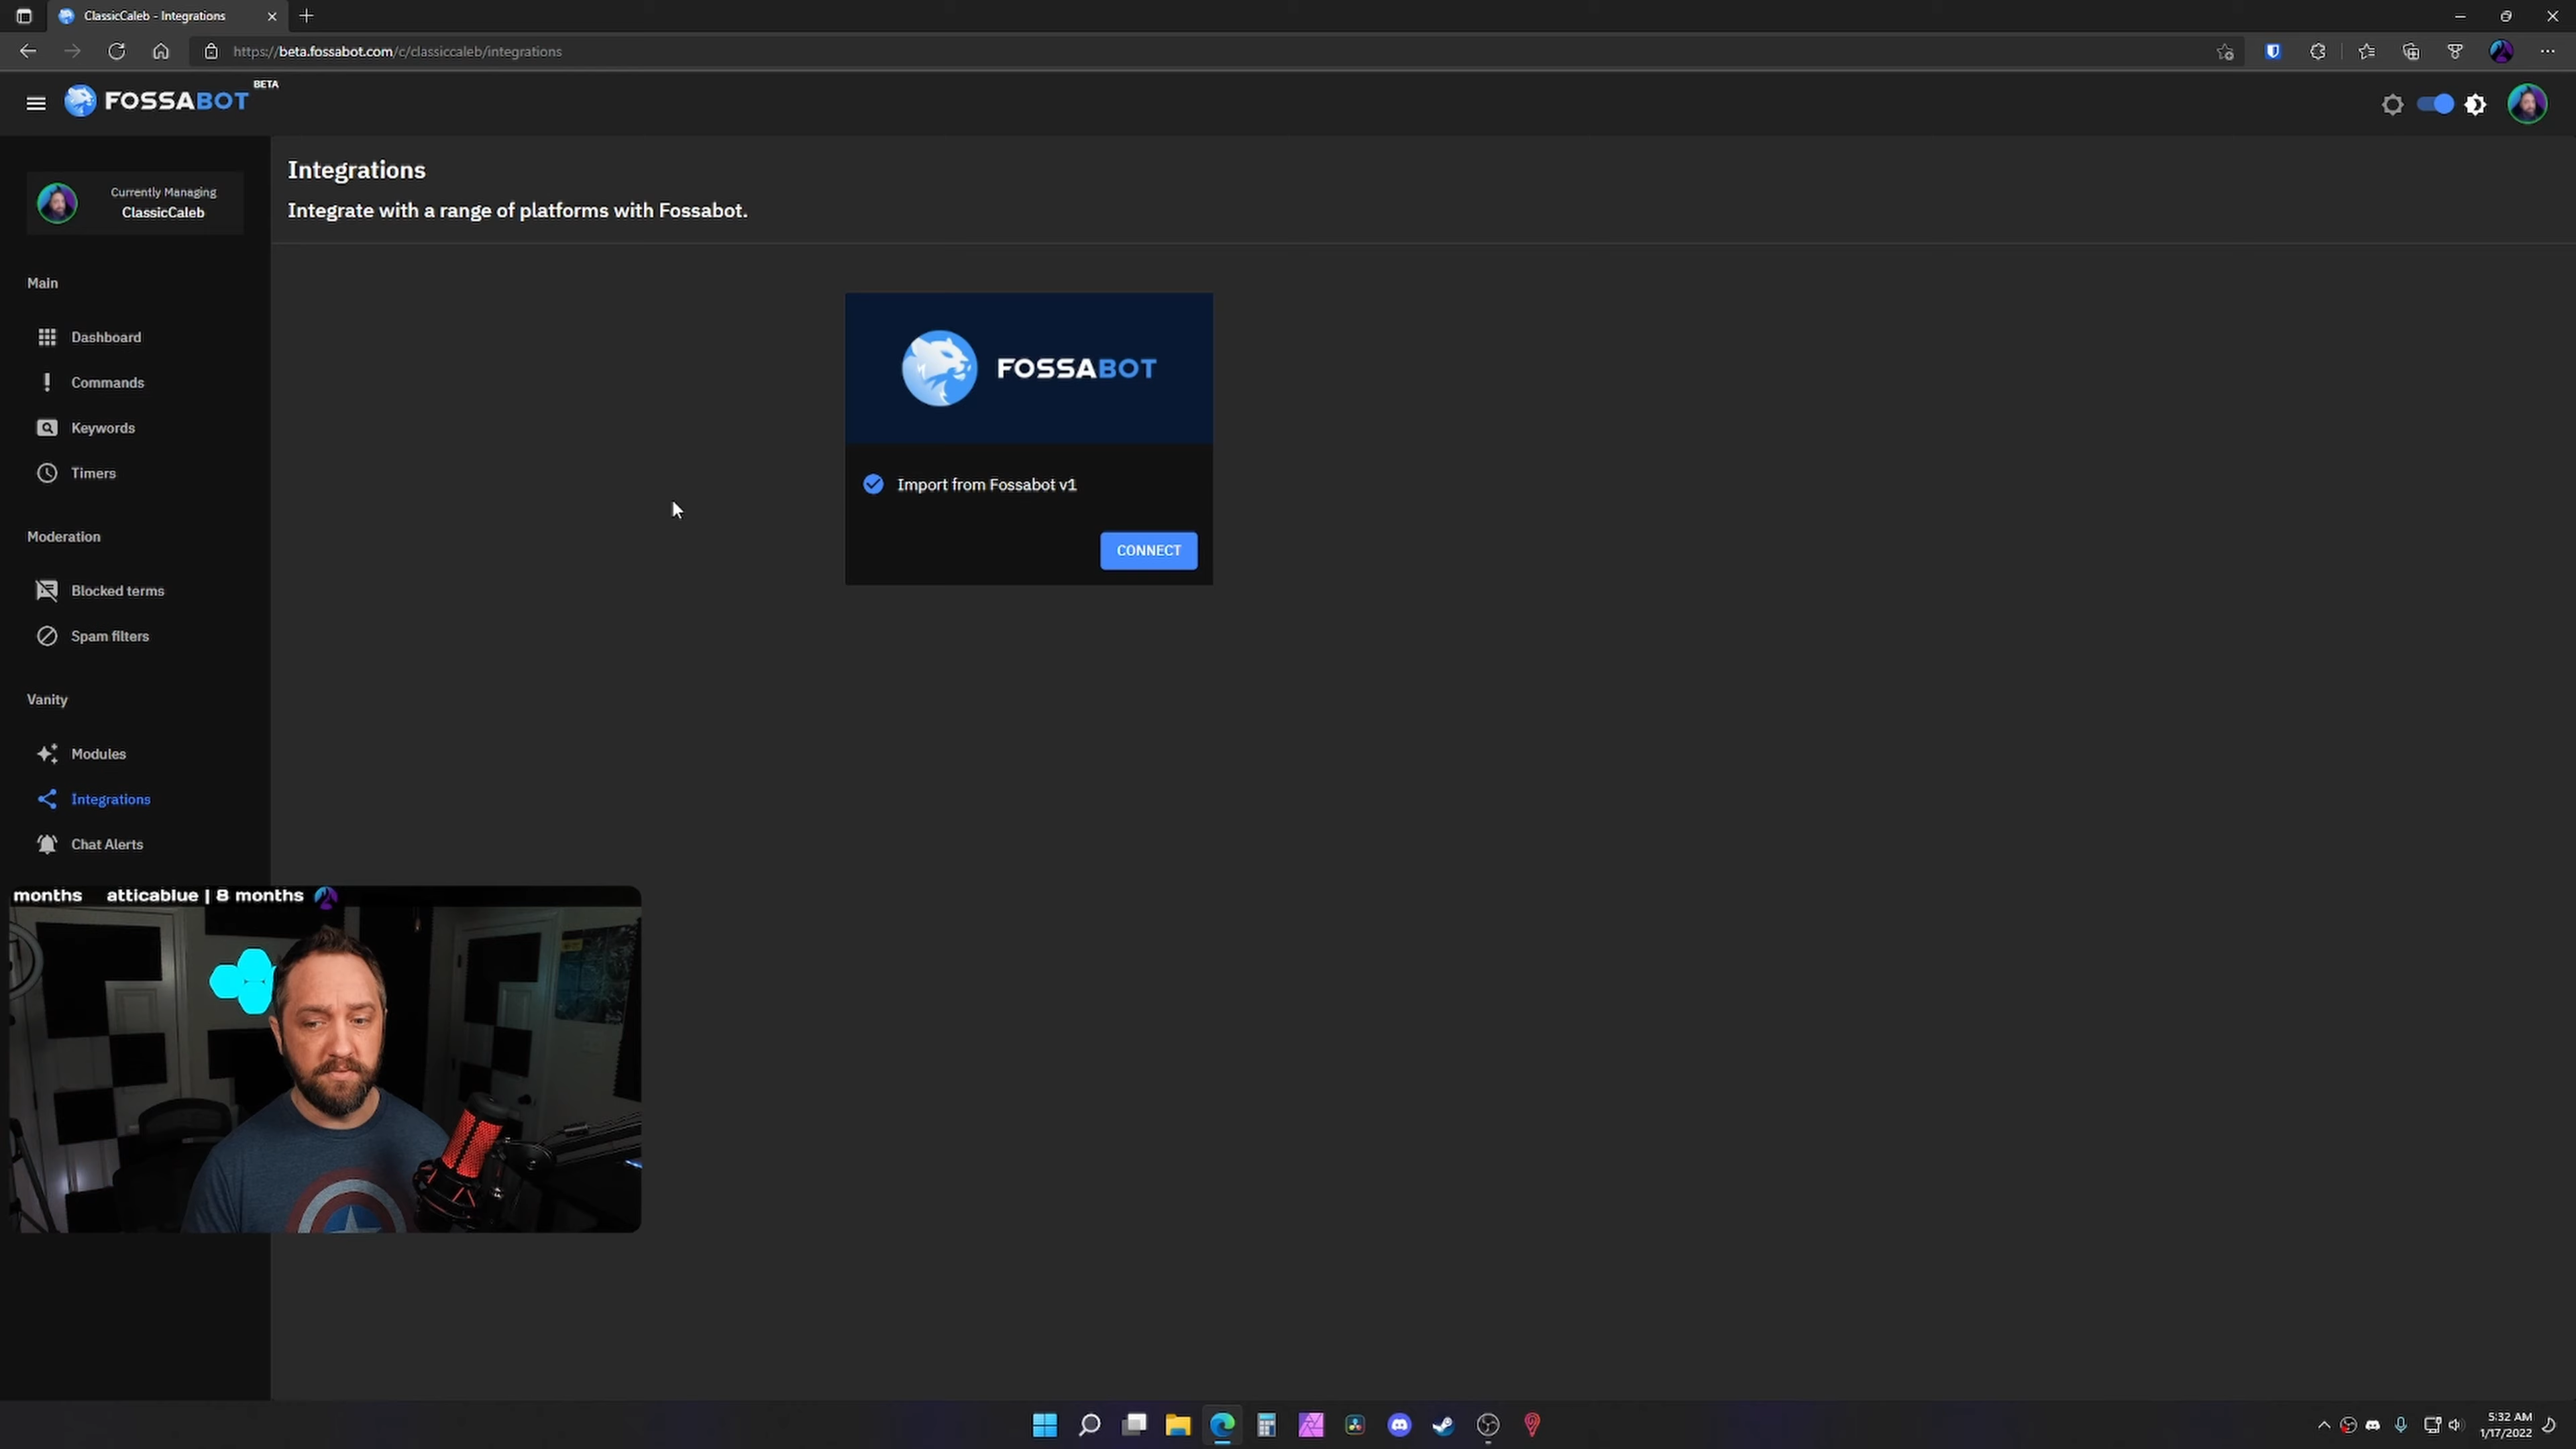 ClassicCaleb - Integrations
https://beta.fossabot.com/c/classiccaleb/integrations
FOSSABOT BETA
Currently Managing
ClassicCaleb
Main
Dashboard
Commands
Keywords
Timers
Moderation
Blocked terms
Spam filters
Vanity
Modules
Integrations
Chat Alerts
Integrations
Integrate with a range of platforms with Fossabot.
FOSSABOT
Import from Fossabot v1
CONNECT
months atticablue | 8 months
5:32 AM
1/17/2022